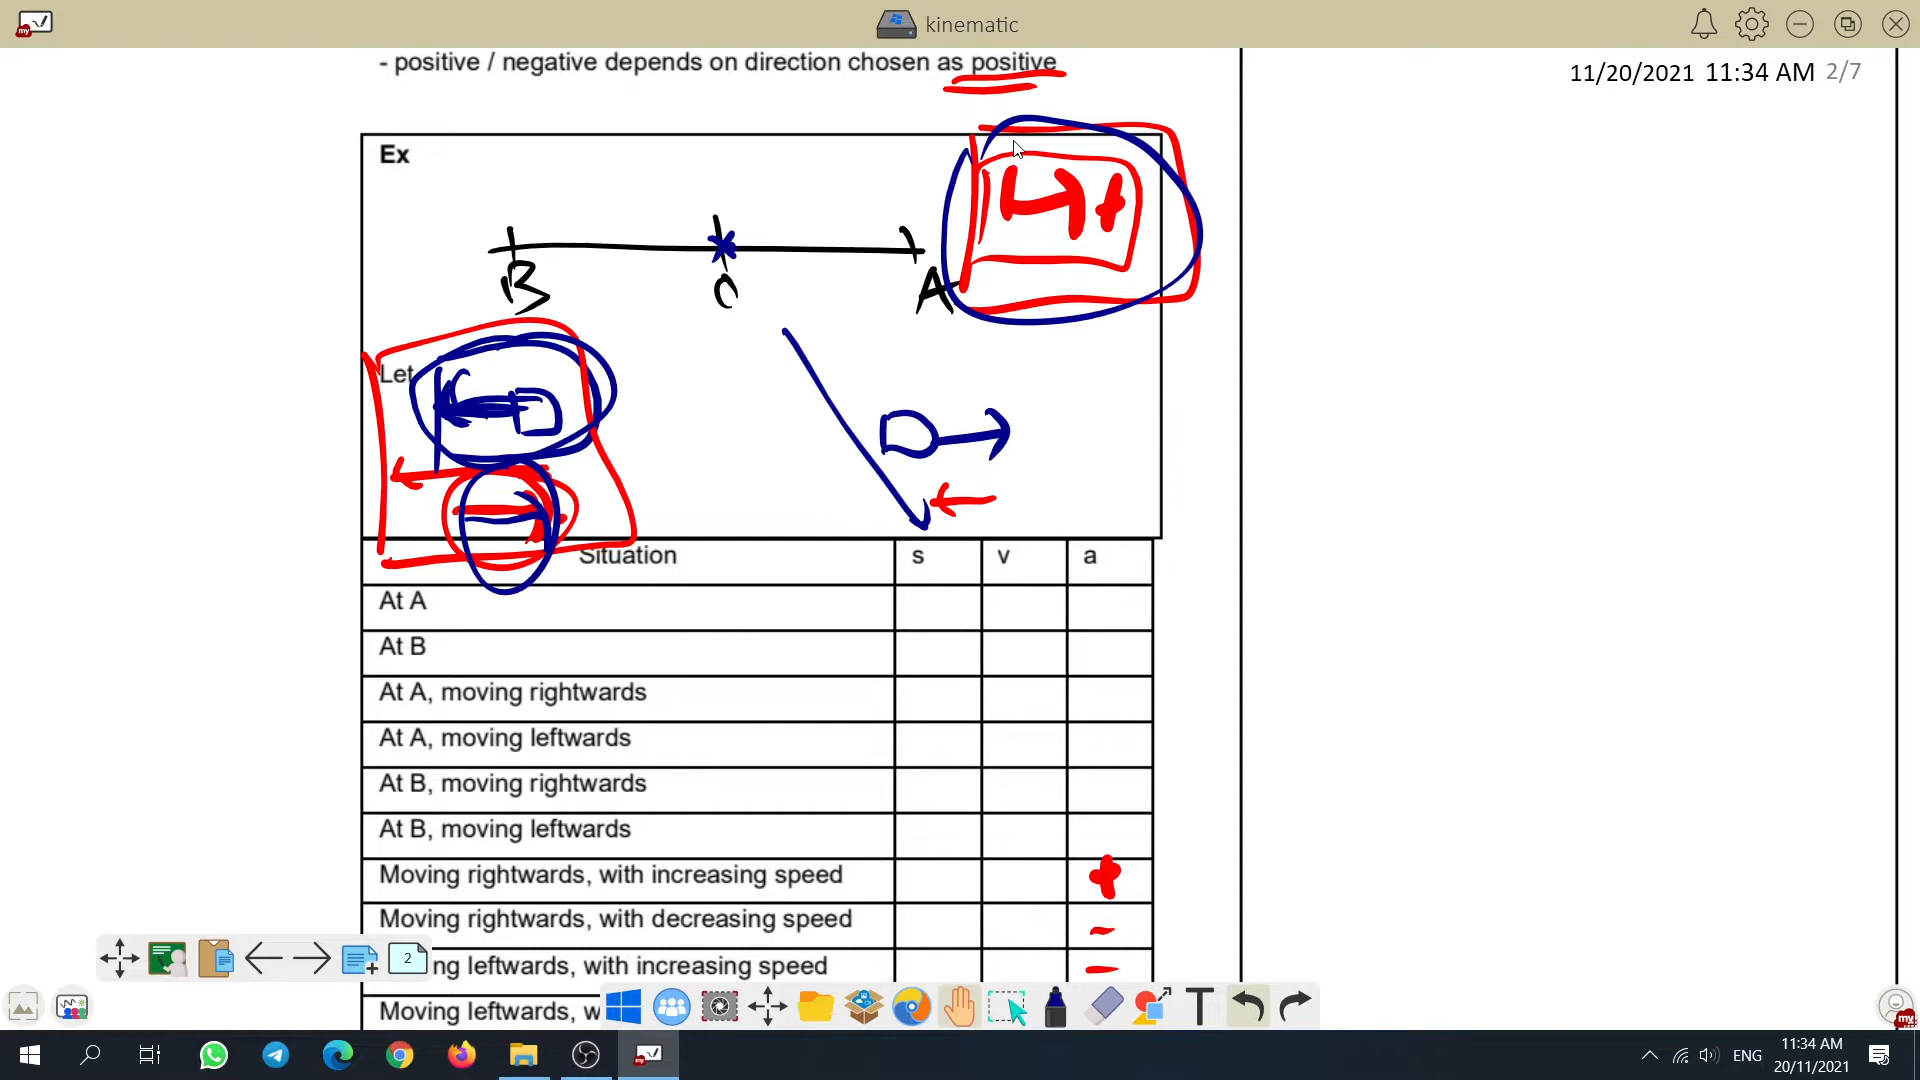 kinematic
- positive / negative depends on direction chosen as positive
11/20/2021 11:34 AM 2/7
Ex
+
B
O
A
Let
Situation s v a
At A
At B
At A, moving rightwards
At A, moving leftwards
At B, moving rightwards
At B, moving leftwards
Moving rightwards, with increasing speed +
Moving rightwards, with decreasing speed -
ng leftwards, with increasing speed -
Moving leftwards, w
2
T
my
my
ENG
11:34 AM
20/11/2021